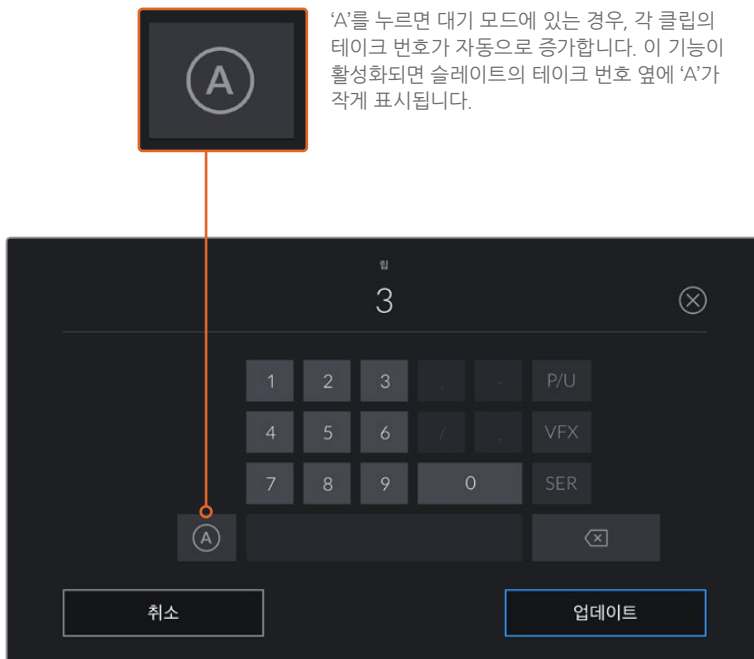 A
'A'를 누르면 대기 모드에 있는 경우, 각 클립의
테이크 번호가 자동으로 증가합니다. 이 기능이
활성화되면 슬레이트의 테이크 번호 옆에 'A'가
작게 표시됩니다.
릴
3
1 2 3 . - P/U
4 5 6 / , VFX
7 8 9 0 SER
A
취소 업데이트